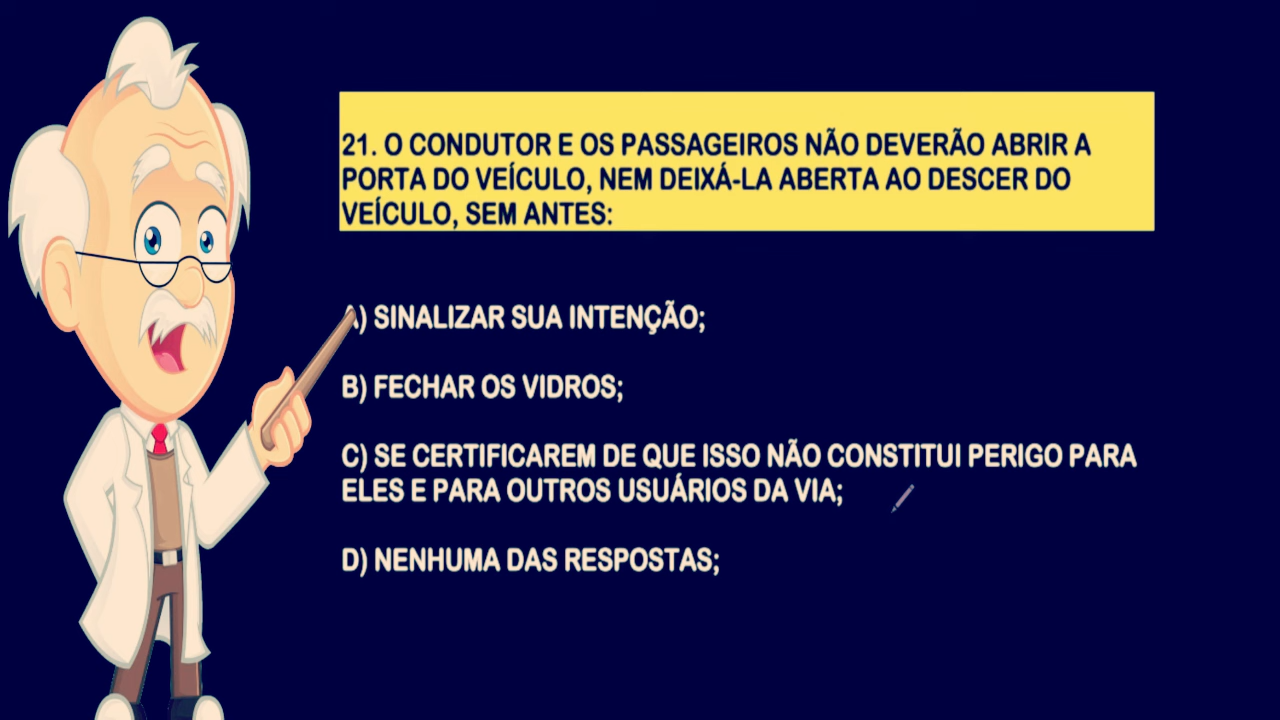 21. O CONDUTOR E OS PASSAGEIROS NÃO DEVERÃO ABRIR A
PORTA DO VEÍCULO, NEM DEIXÁ-LA ABERTA AO DESCER DO
VEÍCULO, SEM ANTES:
A) SINALIZAR SUA INTENÇÃO;
B) FECHAR OS VIDROS;
C) SE CERTIFICAREM DE QUE ISSO NÃO CONSTITUI PERIGO PARA
ELES E PARA OUTROS USUÁRIOS DA VIA;
D) NENHUMA DAS RESPOSTAS;